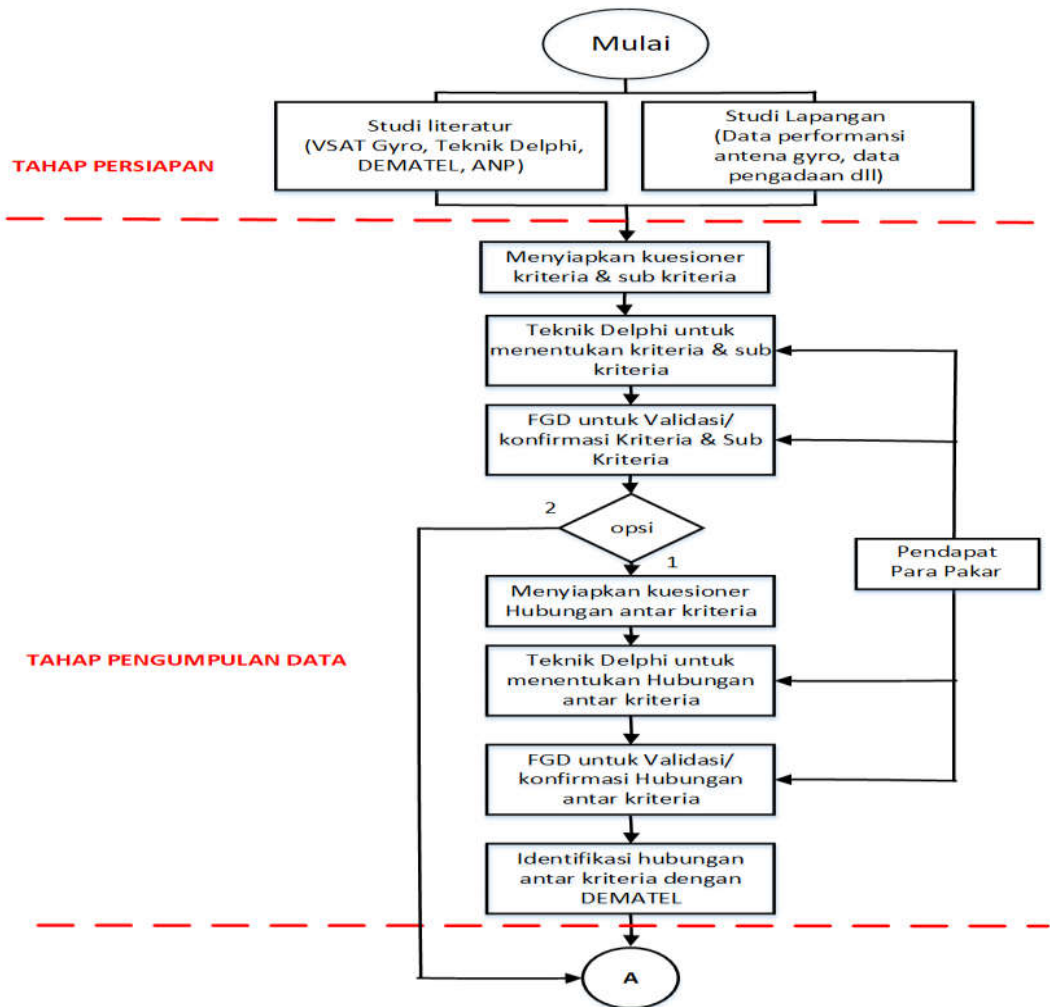 Mulai
Studi literatur
(VSAT Gyro, Teknik Delphi,
DEMATEL, ANP)
Studi Lapangan
(Data performansi
antena gyro, data
pengadaan dll)
TAHAP PERSIAPAN
Menyiapkan kuesioner
kriteria & sub kriteria
Teknik Delphi untuk
menentukan kriteria & sub
kriteria
FGD untuk Validasi/
konfirmasi Kriteria & Sub
Kriteria
2
opsi
1
Pendapat
Para Pakar
Menyiapkan kuesioner
Hubungan antar kriteria
TAHAP PENGUMPULAN DATA
Teknik Delphi untuk
menentukan Hubungan
antar kriteria
FGD untuk Validasi/
konfirmasi Hubungan
antar kriteria
Identifikasi hubungan
antar kriteria dengan
DEMATEL
A